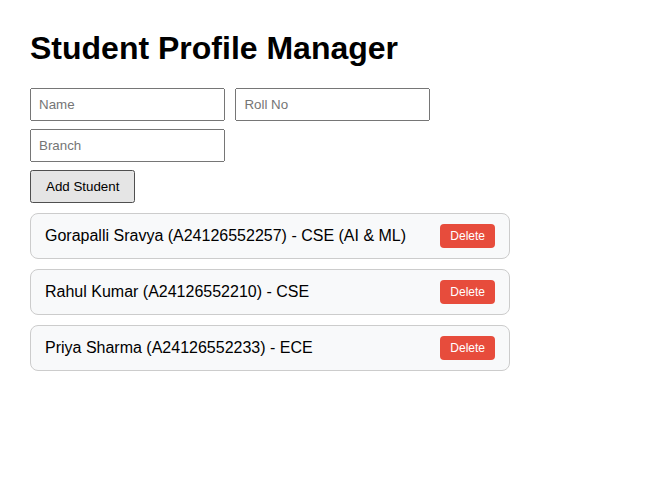 Student Profile Manager
Name Roll No
Branch
Add Student
Gorapalli Sravya (A24126552257) - CSE (AI & ML) Delete
Rahul Kumar (A24126552210) - CSE Delete
Priya Sharma (A24126552233) - ECE Delete